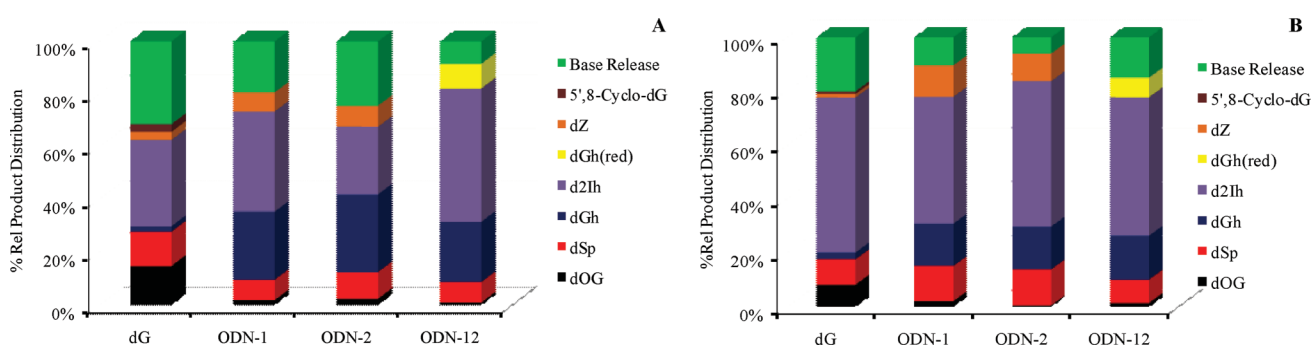 A
% Rel Product Distribution
100%
80%
60%
40%
20%
0%
dG
ODN-1
ODN-2
ODN-12
Base Release
5',8-Cyclo-dG
dZ
dGh(red)
d2Ih
dGh
dSp
dOG
B
%Rel Product Distribution
100%
80%
60%
40%
20%
0%
dG
ODN-1
ODN-2
ODN-12
Base Release
5',8-Cyclo-dG
dZ
dGh(red)
d2Ih
dGh
dSp
dOG